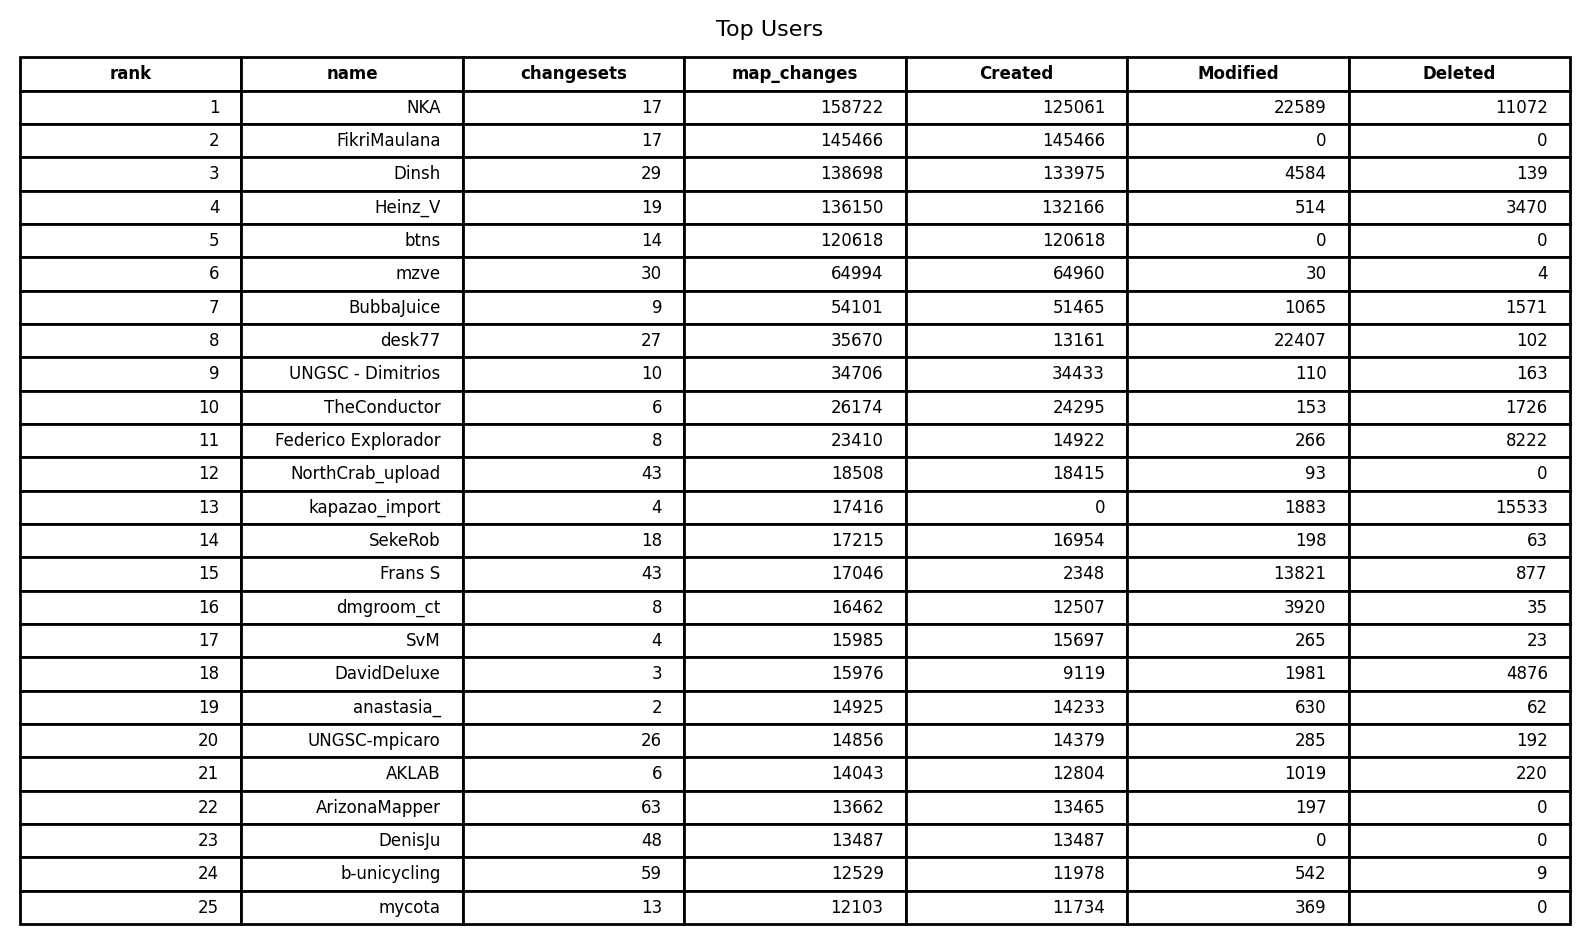 Top Users
rank name changesets map_changes Created Modified Deleted
1 NKA 17 158722 125061 22589 11072
2 FikriMaulana 17 145466 145466 0 0
3 Dinsh 29 138698 133975 4584 139
4 Heinz_V 19 136150 132166 514 3470
5 btns 14 120618 120618 0 0
6 mzve 30 64994 64960 30 4
7 BubbaJuice 9 54101 51465 1065 1571
8 desk77 27 35670 13161 22407 102
9 UNGSC - Dimitrios 10 34706 34433 110 163
10 TheConductor 6 26174 24295 153 1726
11 Federico Explorador 8 23410 14922 266 8222
12 NorthCrab_upload 43 18508 18415 93 0
13 kapazao_import 4 17416 0 1883 15533
14 SekeRob 18 17215 16954 198 63
15 Frans S 43 17046 2348 13821 877
16 dmgroom_ct 8 16462 12507 3920 35
17 SvM 4 15985 15697 265 23
18 DavidDeluxe 3 15976 9119 1981 4876
19 anastasia_ 2 14925 14233 630 62
20 UNGSC-mpicaro 26 14856 14379 285 192
21 AKLAB 6 14043 12804 1019 220
22 ArizonaMapper 63 13662 13465 197 0
23 DenisJu 48 13487 13487 0 0
24 b-unicycling 59 12529 11978 542 9
25 mycota 13 12103 11734 369 0